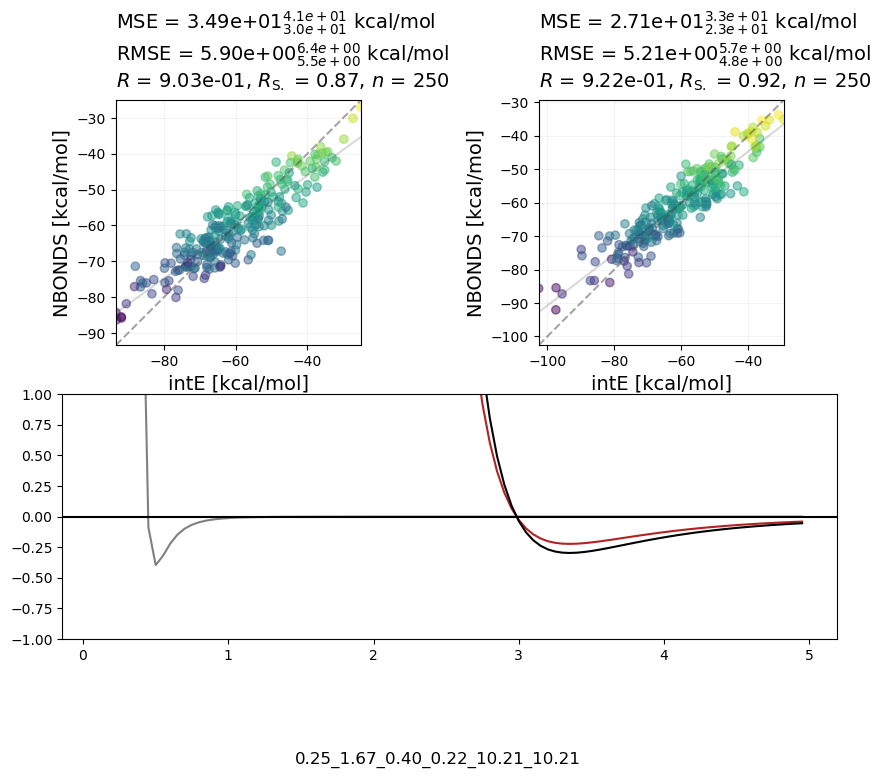 MSE = 3.49e+01 4.1e+01 3.0e+01 kcal/mol
RMSE = 5.90e+00 6.4e+00 5.5e+00 kcal/mol
R = 9.03e-01, R_S. = 0.87, n = 250
MSE = 2.71e+01 3.3e+01 2.3e+01 kcal/mol
RMSE = 5.21e+00 5.7e+00 4.8e+00 kcal/mol
R = 9.22e-01, R_S. = 0.92, n = 250
NBONDS [kcal/mol]
−30
−40
−50
−60
−70
−80
−90
−80 −60 −40
intE [kcal/mol]
NBONDS [kcal/mol]
−30
−40
−50
−60
−70
−80
−90
−100
−100 −80 −60 −40
intE [kcal/mol]
1.00
0.75
0.50
0.25
0.00
−0.25
−0.50
−0.75
−1.00
0 1 2 3 4 5
0.25_1.67_0.40_0.22_10.21_10.21